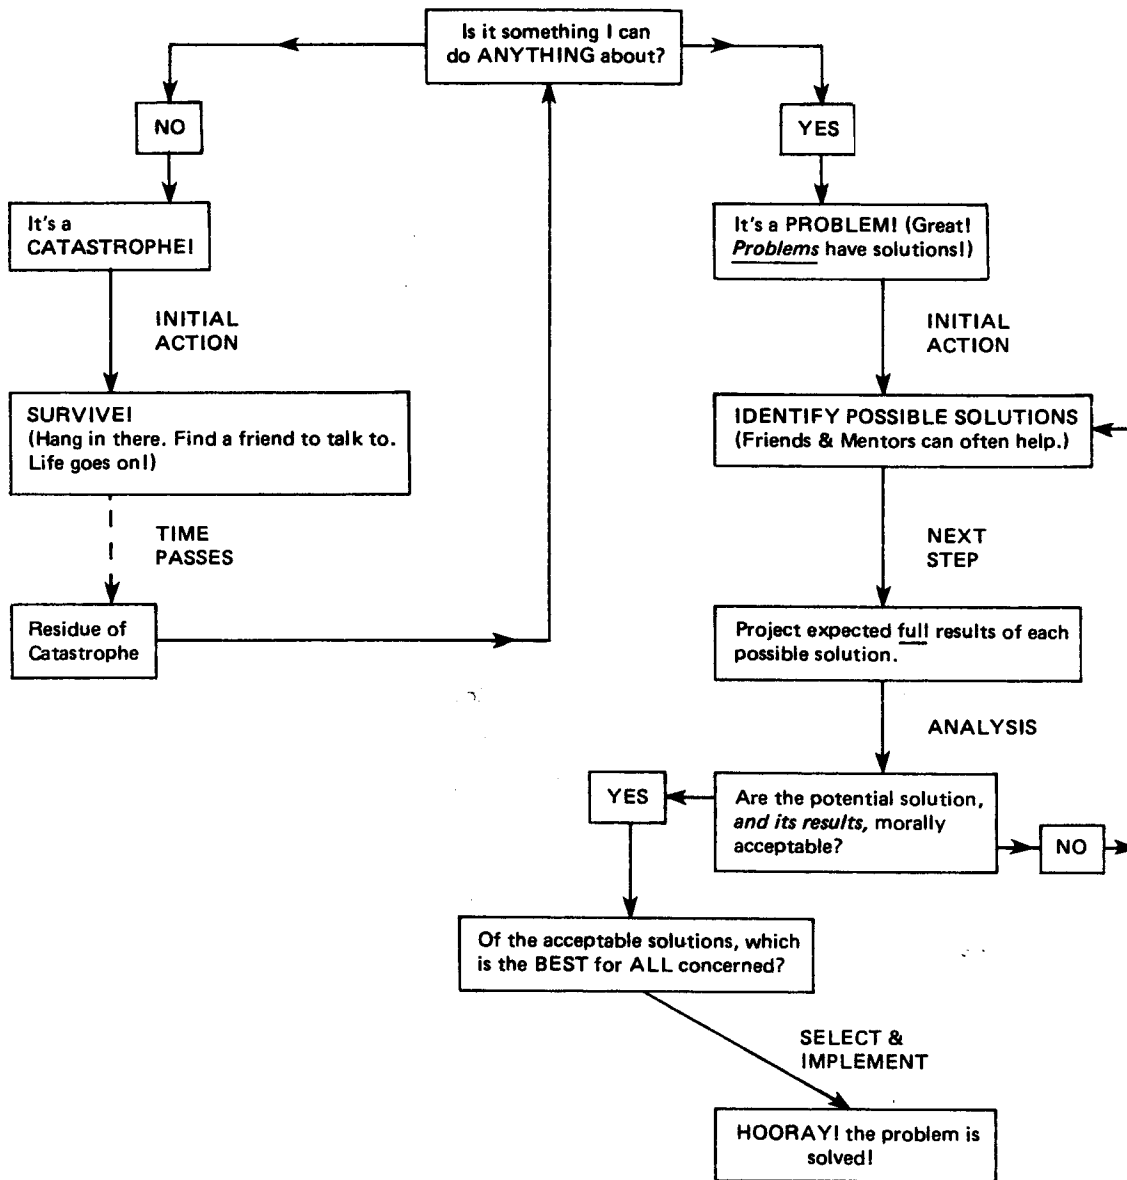 Is it something I can
do ANYTHING about?
NO
YES
It's a
CATASTROPHE!
It's a PROBLEM! (Great!
Problems have solutions!)
INITIAL
ACTION
INITIAL
ACTION
SURVIVE!
(Hang in there. Find a friend to talk to.
Life goes on!)
IDENTIFY POSSIBLE SOLUTIONS
(Friends & Mentors can often help.)
TIME
PASSES
NEXT
STEP
Residue of
Catastrophe
Project expected full results of each
possible solution.
ANALYSIS
YES
Are the potential solution,
and its results, morally
acceptable?
NO
Of the acceptable solutions, which
is the BEST for ALL concerned?
SELECT &
IMPLEMENT
HOORAY! the problem is
solved!